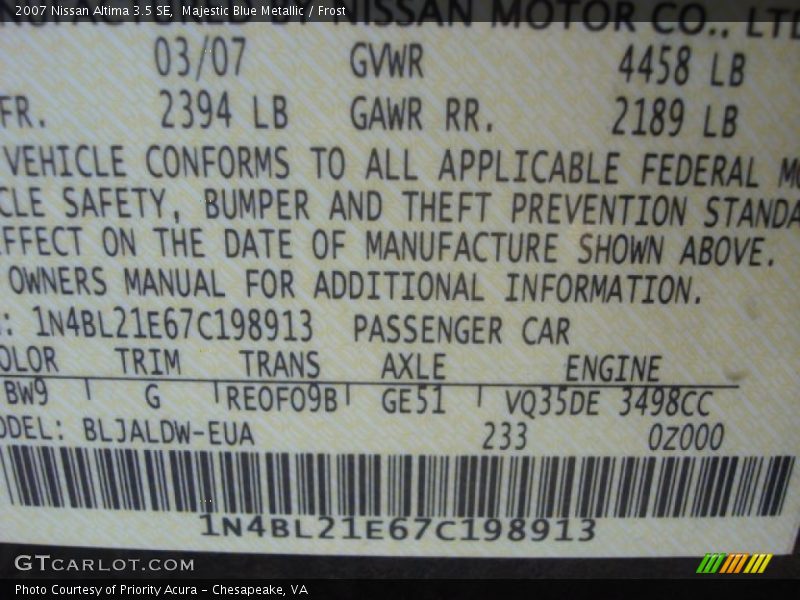 2007 Nissan Altima 3.5 SE, Majestic Blue Metallic / Frost
NISSAN MOTOR CO., LTD
03/07 GVWR 4458 LB
FR. 2394 LB GAWR RR. 2189 LB
VEHICLE CONFORMS TO ALL APPLICABLE FEDERAL MO
CLE SAFETY, BUMPER AND THEFT PREVENTION STANDA
EFFECT ON THE DATE OF MANUFACTURE SHOWN ABOVE.
OWNERS MANUAL FOR ADDITIONAL INFORMATION.
: 1N4BL21E67C198913 PASSENGER CAR
OLOR TRIM TRANS AXLE ENGINE
BW9 G RE0F09B GE51 VQ35DE 3498CC
ODEL: BLJALDW-EUA 233 0Z000
1N4BL21E67C198913
GTCARLOT.COM
Photo Courtesy of Priority Acura - Chesapeake, VA